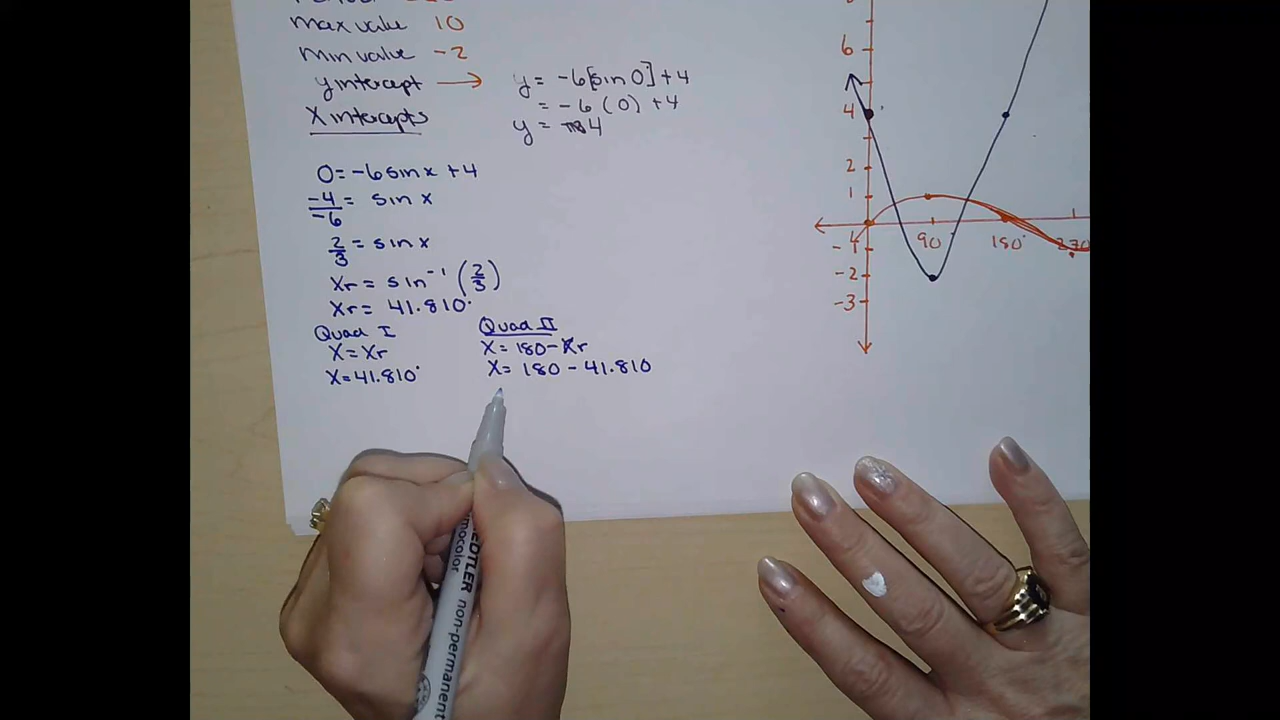 Max value 10
Min value -2
y intercept → y = -6[sin 0] + 4
= -6 (0) + 4
y = 4
X intercepts
0 = -6 sin x + 4
-4/-6 = sin x
2/3 = sin x
Xr = sin⁻¹ (2/3)
Xr = 41.810°
Quad I
X = Xr
X = 41.810°
Quad II
X = 180 - Xr
X = 180 - 41.810
6
4
2
1
-1
-2
-3
90
180°
270
STAEDTLER non-permanent